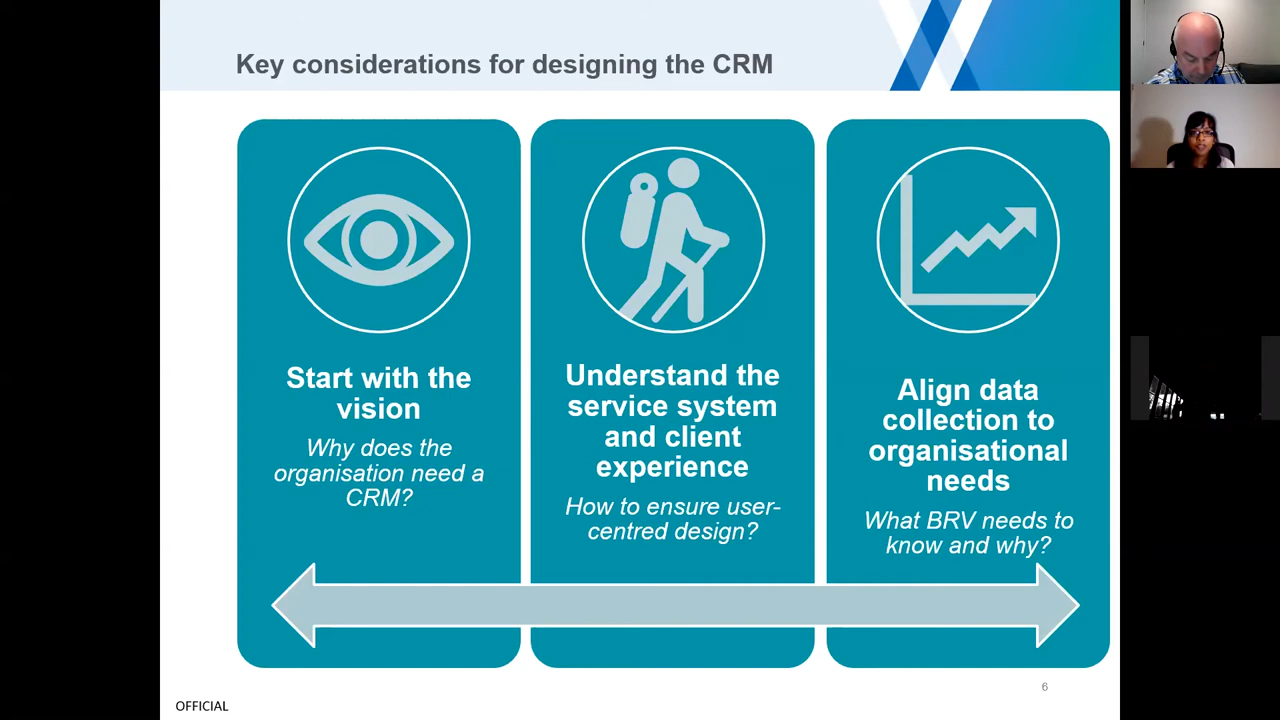 Key considerations for designing the CRM
Start with the
vision
Why does the
organisation need a
CRM?
Understand the
service system
and client
experience
How to ensure user-
centred design?
Align data
collection to
organisational
needs
What BRV needs to
know and why?
6
OFFICIAL